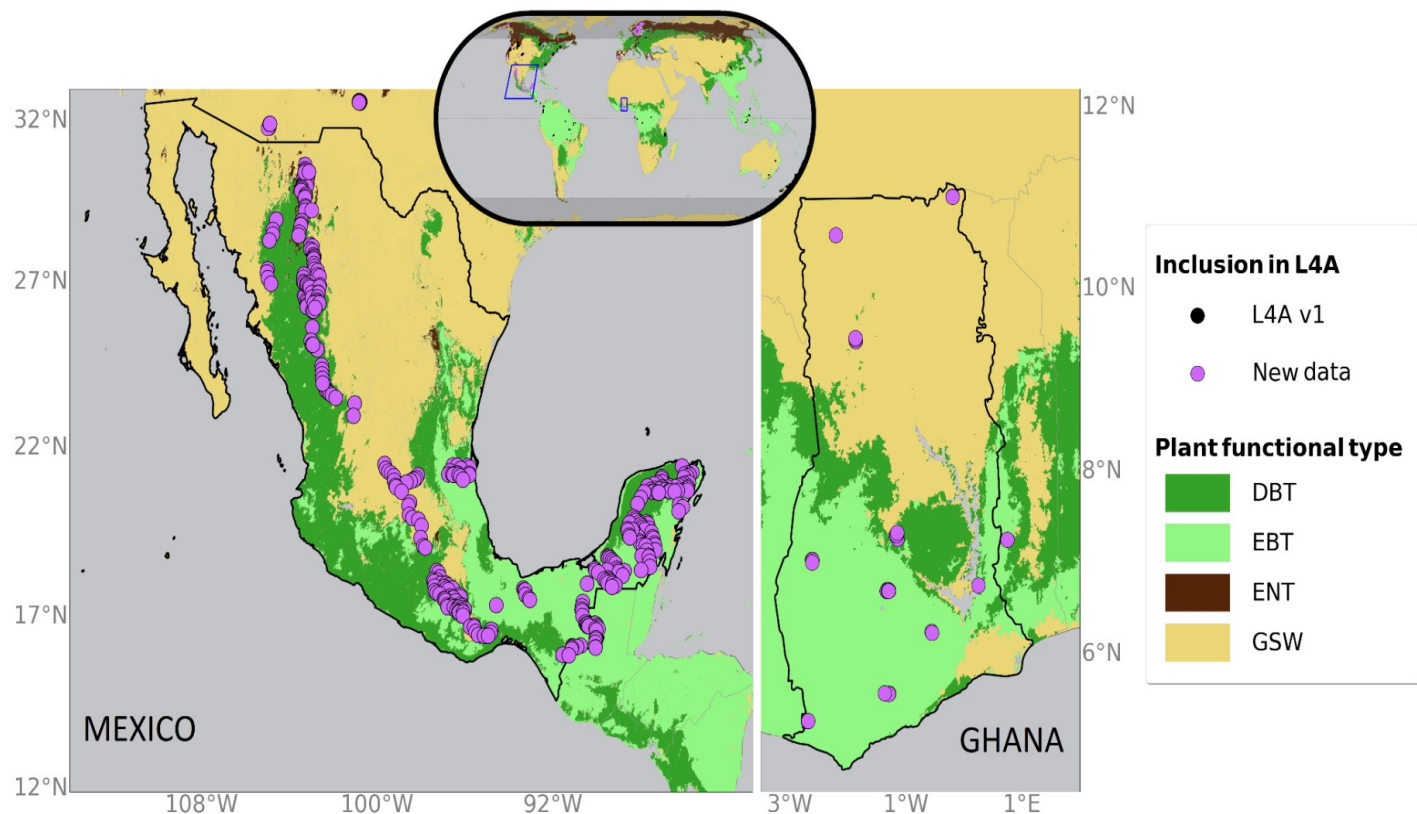 32°N
27°N
22°N
17°N
12°N
108°W
100°W
92°W
MEXICO
12°N
10°N
8°N
6°N
3°W
1°W
1°E
GHANA
Inclusion in L4A
L4A v1
New data
Plant functional type
DBT
EBT
ENT
GSW